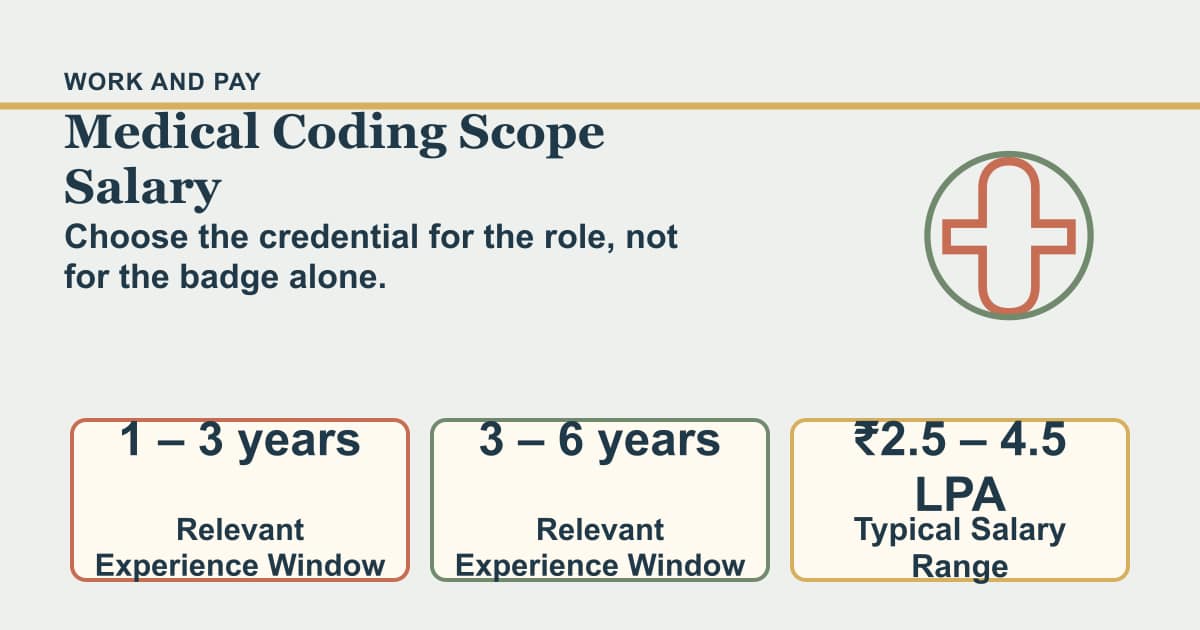 WORK AND PAY
Medical Coding Scope
Salary
Choose the credential for the role, not
for the badge alone.
1 – 3 years
Relevant
Experience Window
3 – 6 years
Relevant
Experience Window
₹2.5 – 4.5
LPA
Typical Salary
Range